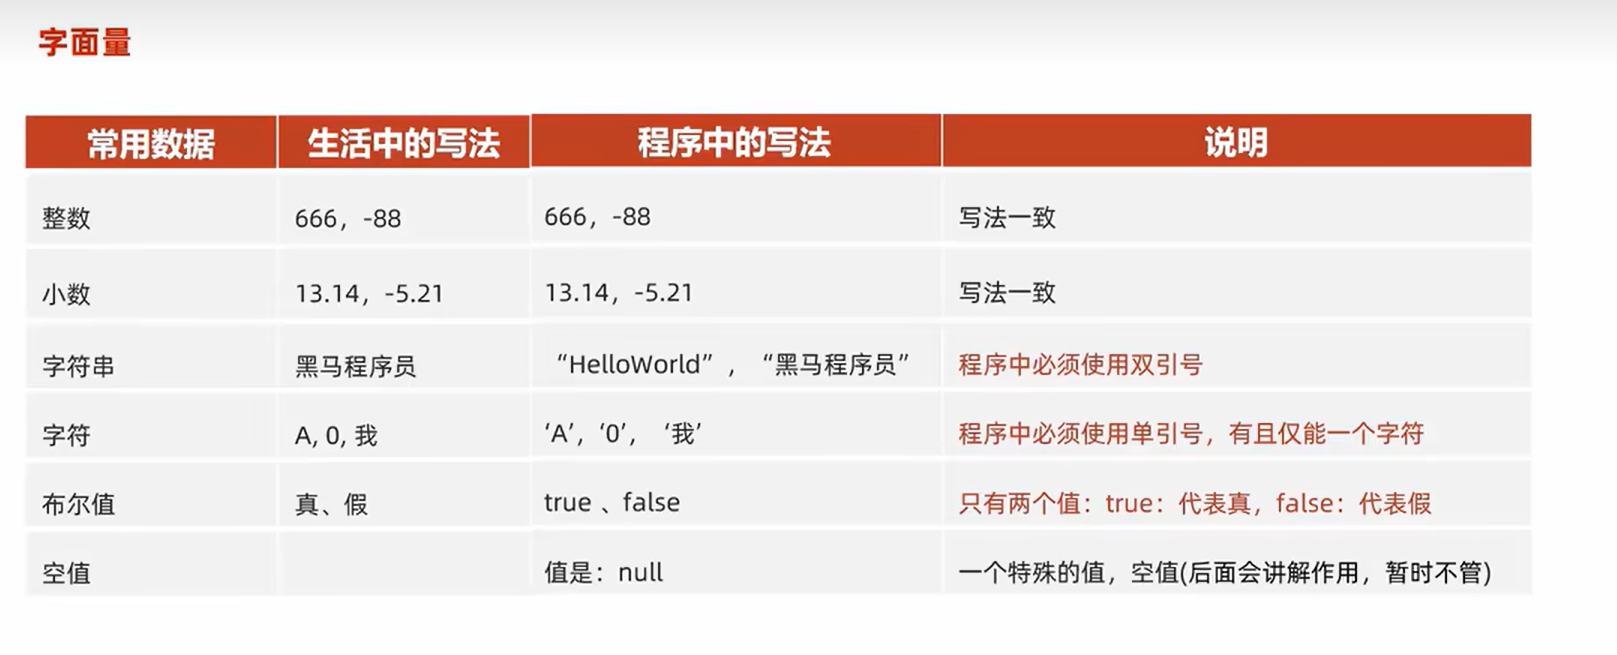 字面量
常用数据 生活中的写法 程序中的写法 说明
整数 666，-88 666，-88 写法一致
小数 13.14，-5.21 13.14，-5.21 写法一致
字符串 黑马程序员 “HelloWorld”， “黑马程序员” 程序中必须使用双引号
字符 A, 0, 我 ‘A’，‘0’， ‘我’ 程序中必须使用单引号，有且仅能一个字符
布尔值 真、假 true 、false 只有两个值：true：代表真，false：代表假
空值 值是：null 一个特殊的值，空值(后面会讲解作用，暂时不管)